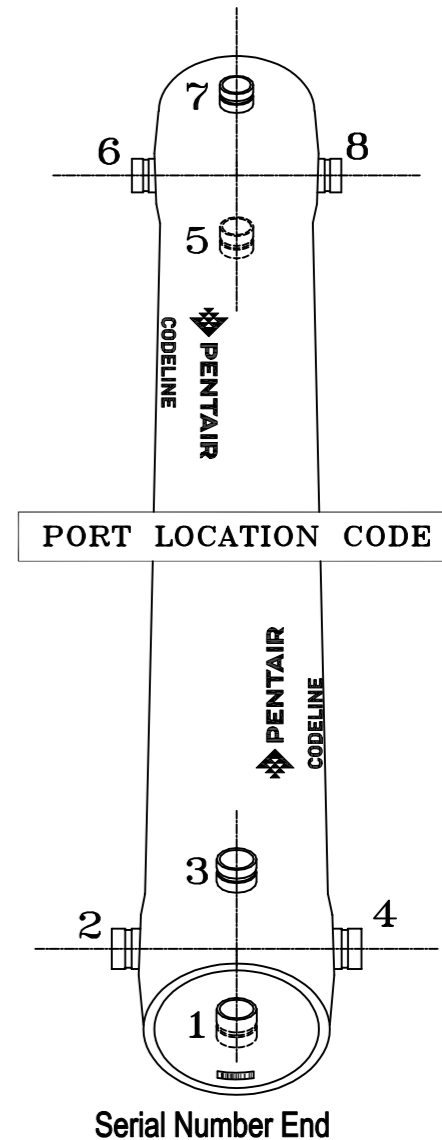 7
6
8
5
PENTAIR
CODELINE
PORT LOCATION CODE
PENTAIR
CODELINE
3
2
4
1
Serial Number End